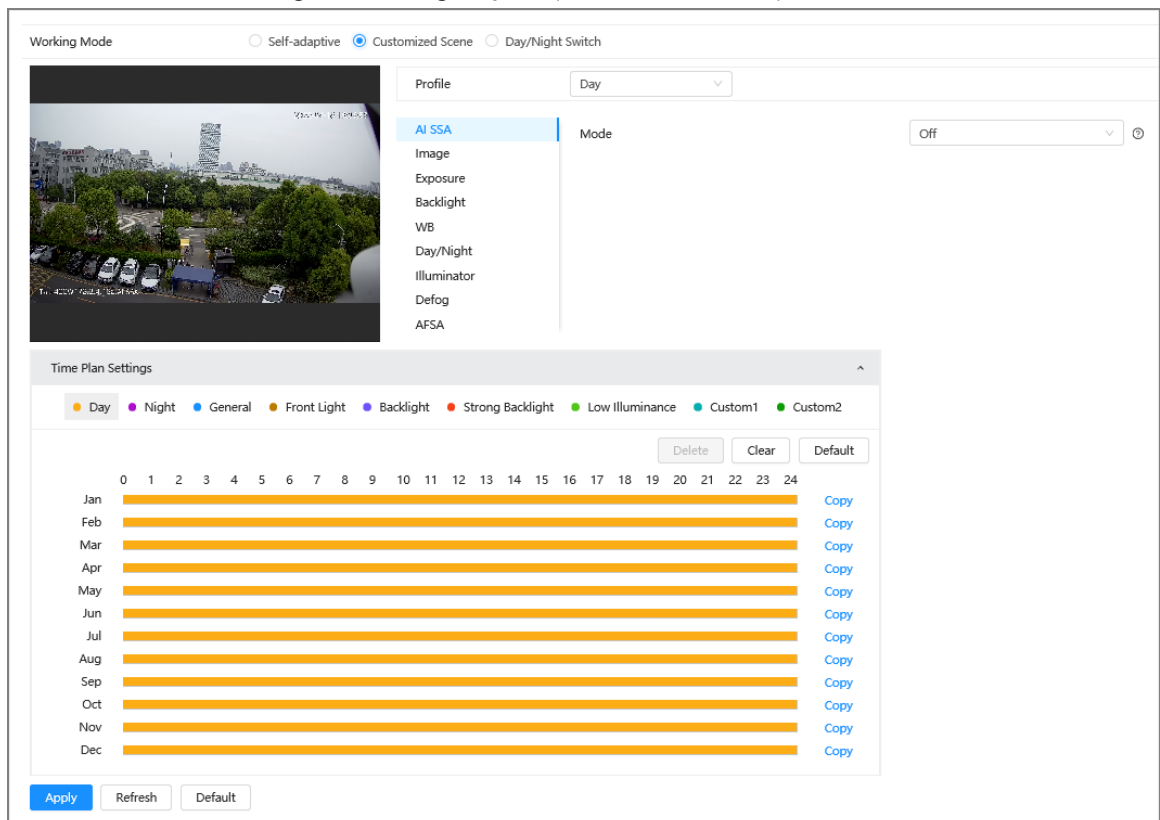 Working Mode Self-adaptive Customized Scene Day/Night Switch
Profile Day
AI SSA Mode Off
Image
Exposure
Backlight
WB
Day/Night
Illuminator
Defog
AFSA
Time Plan Settings
Day Night General Front Light Backlight Strong Backlight Low Illuminance Custom1 Custom2
Delete Clear Default
0 1 2 3 4 5 6 7 8 9 10 11 12 13 14 15 16 17 18 19 20 21 22 23 24
Jan Copy
Feb Copy
Mar Copy
Apr Copy
May Copy
Jun Copy
Jul Copy
Aug Copy
Sep Copy
Oct Copy
Nov Copy
Dec Copy
Apply Refresh Default